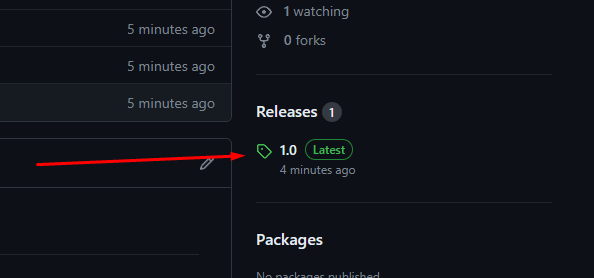 1 watching
5 minutes ago
0 forks
5 minutes ago
5 minutes ago
Releases 1
1.0 Latest
4 minutes ago
Packages
No packages published